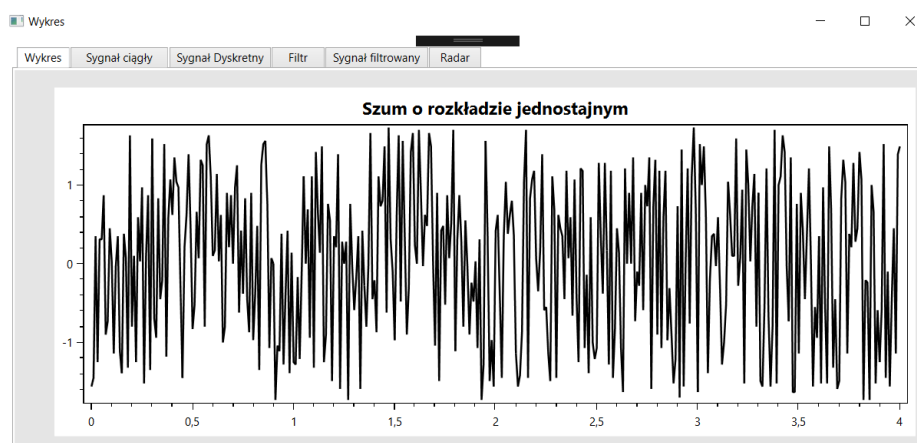 Wykres
Wykres Sygnał ciągły Sygnał Dyskretny Filtr Sygnał filtrowany Radar
Szum o rozkładzie jednostajnym
1
0
-1
0 0,5 1 1,5 2 2,5 3 3,5 4